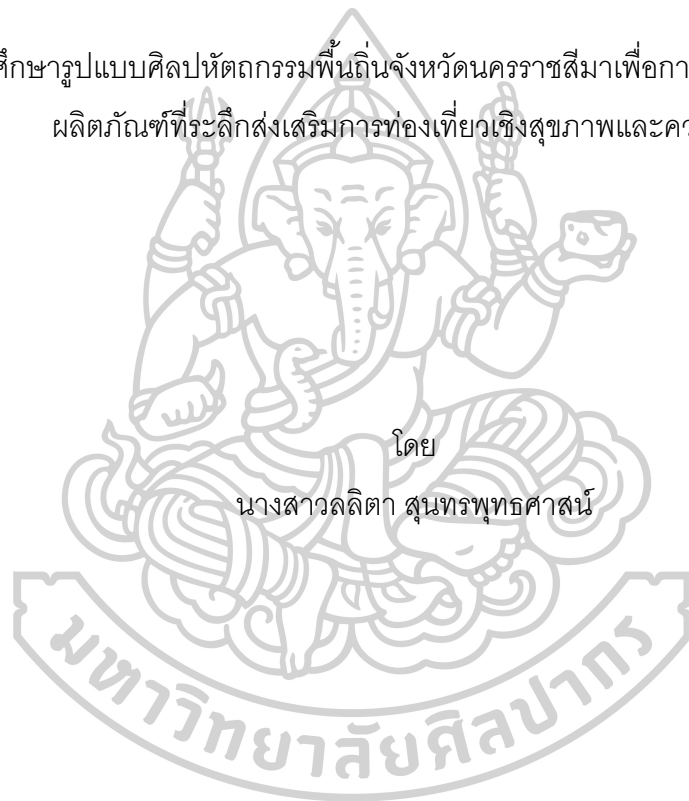 ศึกษารูปแบบศิลปหัตถกรรมพื้นถิ่นจังหวัดนครราชสีมาเพื่อกา
ผลิตภัณฑ์ที่ระลึกส่งเสริมการท่องเที่ยวเชิงสุขภาพและคว
โดย
นางสาวลลิตา สุนทรพุทธศาสน์
มหาวิทยาลัยศิลปากร